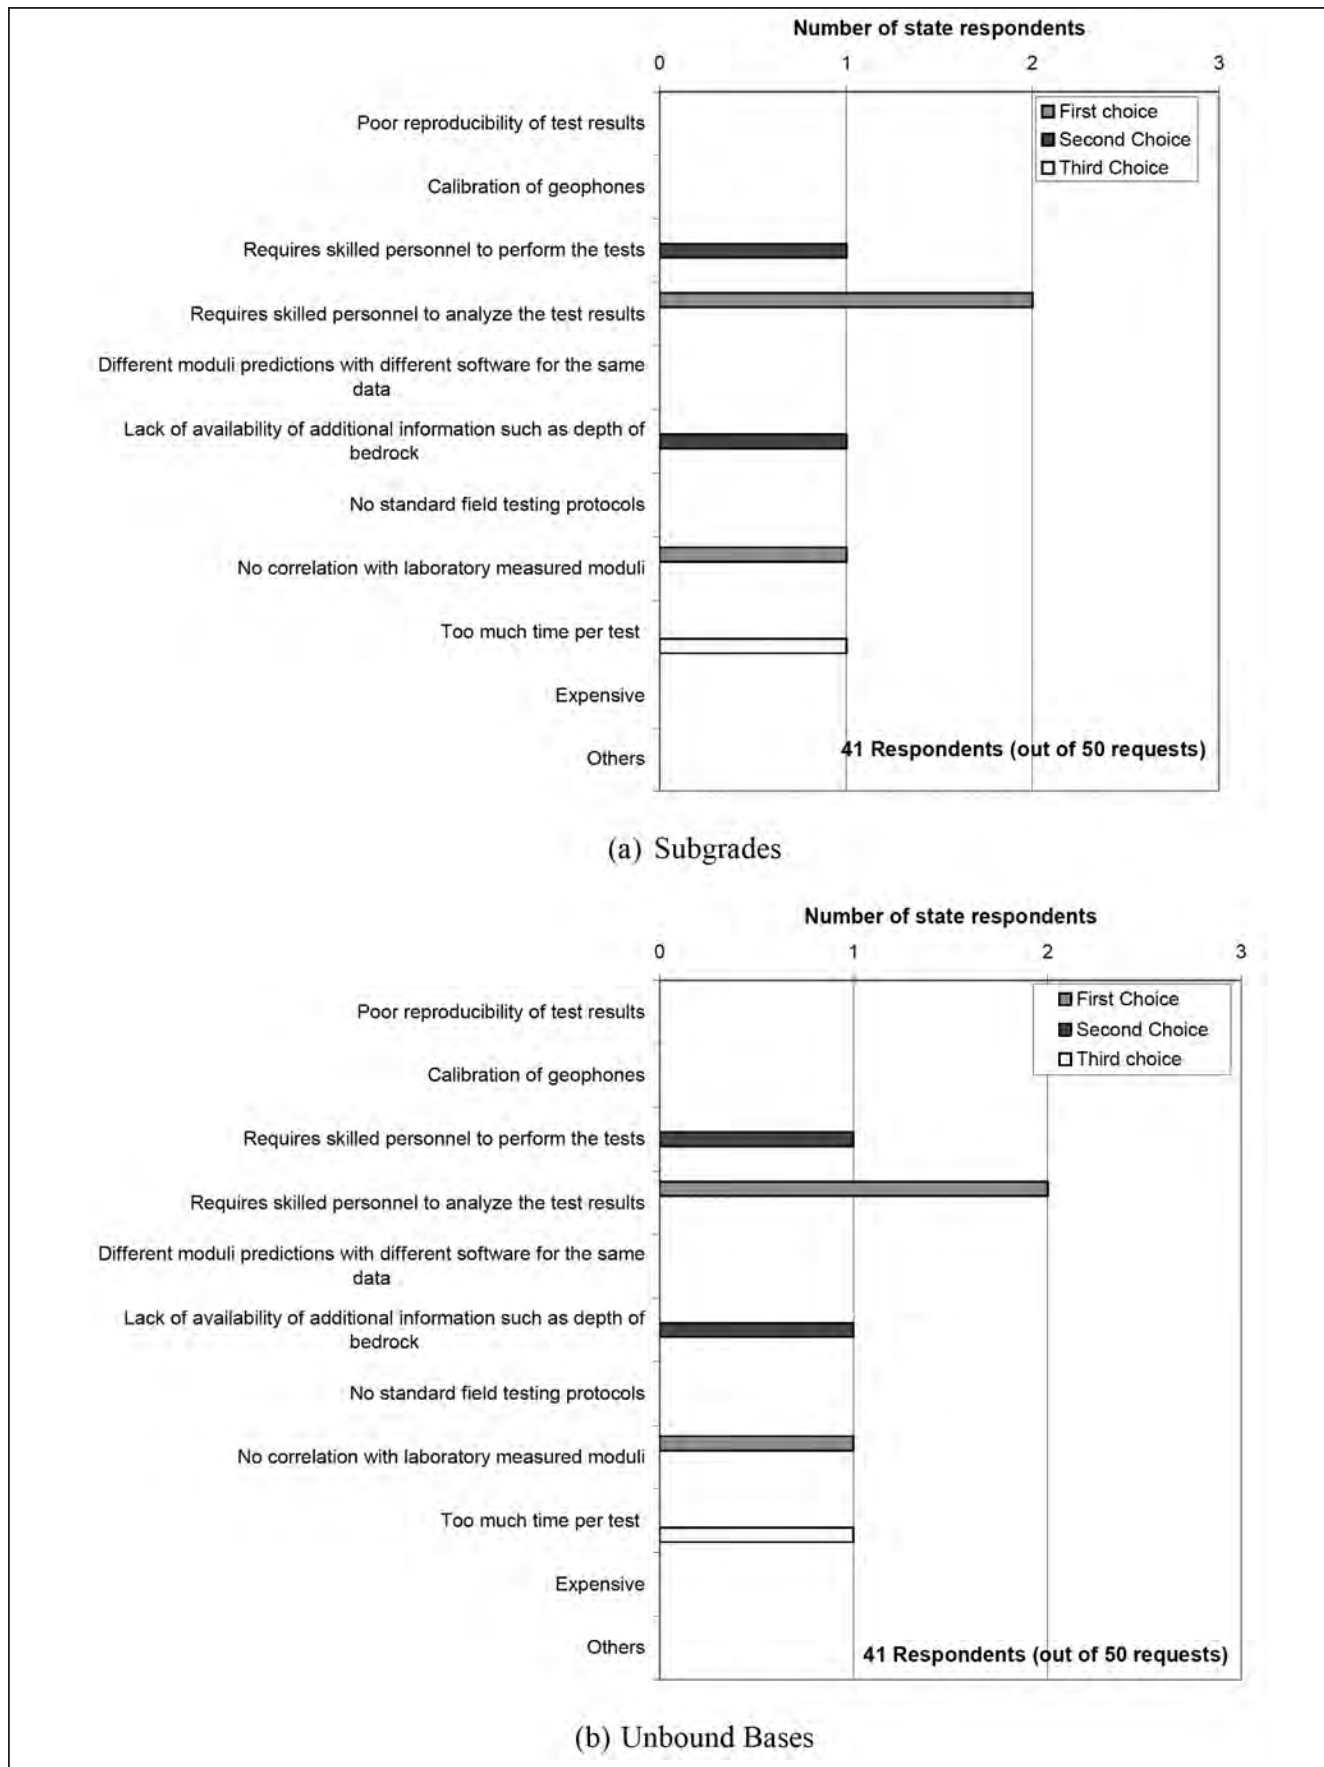 Number of state respondents
0 1 2 3
First choice
Second Choice
Third Choice
Poor reproducibility of test results
Calibration of geophones
Requires skilled personnel to perform the tests
Requires skilled personnel to analyze the test results
Different moduli predictions with different software for the same
data
Lack of availability of additional information such as depth of
bedrock
No standard field testing protocols
No correlation with laboratory measured moduli
Too much time per test
Expensive
Others
41 Respondents (out of 50 requests)
(a) Subgrades
Number of state respondents
0 1 2 3
First Choice
Second Choice
Third choice
Poor reproducibility of test results
Calibration of geophones
Requires skilled personnel to perform the tests
Requires skilled personnel to analyze the test results
Different moduli predictions with different software for the same
data
Lack of availability of additional information such as depth of
bedrock
No standard field testing protocols
No correlation with laboratory measured moduli
Too much time per test
Expensive
Others
41 Respondents (out of 50 requests)
(b) Unbound Bases